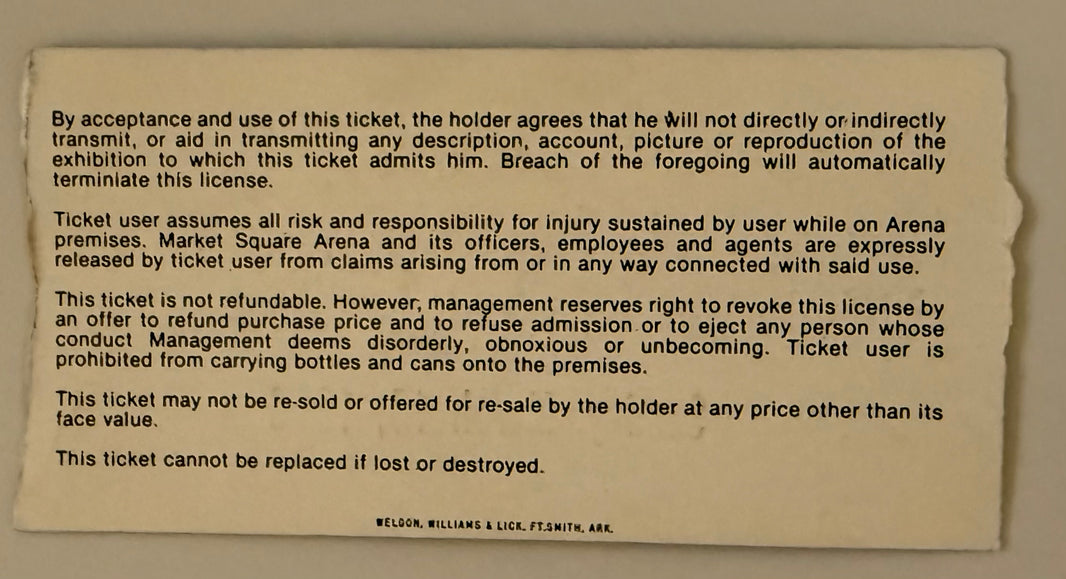 By acceptance and use of this ticket, the holder agrees that he will not directly or indirectly
transmit, or aid in transmitting any description, account, picture or reproduction of the
exhibition to which this ticket admits him. Breach of the foregoing will automatically
terminiate this license.
Ticket user assumes all risk and responsibility for injury sustained by user while on Arena
premises. Market Square Arena and its officers, employees and agents are expressly
released by ticket user from claims arising from or in any way connected with said use.
This ticket is not refundable. However, management reserves right to revoke this license by
an offer to refund purchase price and to refuse admission or to eject any person whose
conduct Management deems disorderly, obnoxious or unbecoming. Ticket user is
prohibited from carrying bottles and cans onto the premises.
This ticket may not be re-sold or offered for re-sale by the holder at any price other than its
face value.
This ticket cannot be replaced if lost or destroyed.
WELDON, WILLIAMS & LICK, FT.SMITH, ARK.